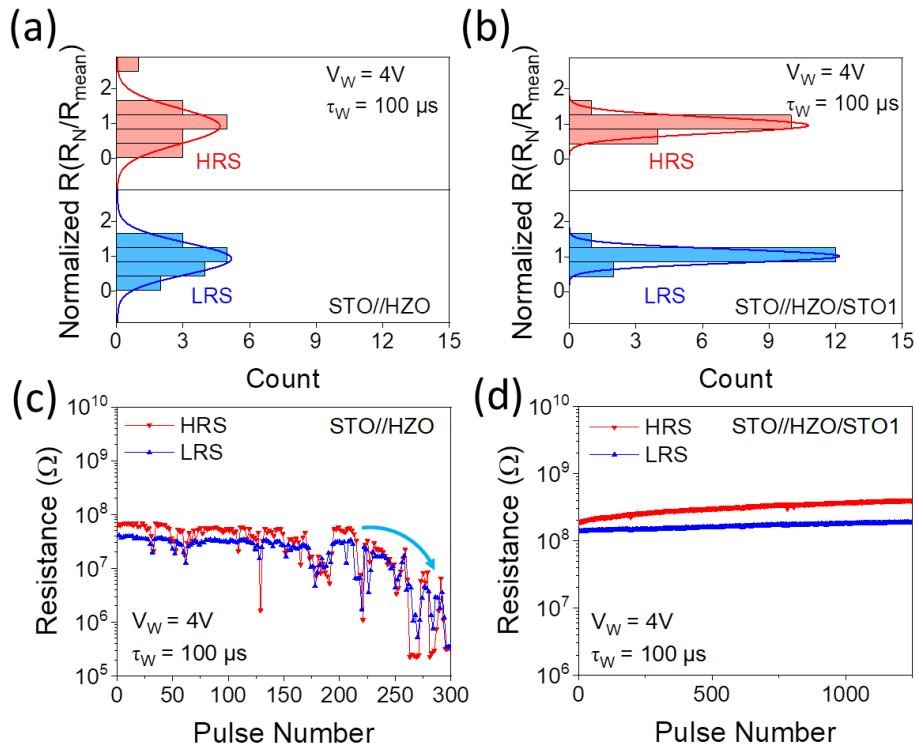 (a)
Normalized R(R_N/R_mean)
2
1
0
2
1
0
V_W = 4V
τ_W = 100 µs
HRS
LRS
STO//HZO
0 3 6 9 12 15
Count
(b)
2
1
0
2
1
0
V_W = 4V
τ_W = 100 µs
HRS
LRS
STO//HZO/STO1
0 3 6 9 12 15
Count
(c)
Resistance (Ω)
10^10
10^9
10^8
10^7
10^6
10^5
HRS
LRS
STO//HZO
V_W = 4V
τ_W = 100 µs
0 50 100 150 200 250 300
Pulse Number
(d)
Resistance (Ω)
10^10
10^9
10^8
10^7
10^6
HRS
LRS
STO//HZO/STO1
V_W = 4V
τ_W = 100 µs
0 500 1000
Pulse Number